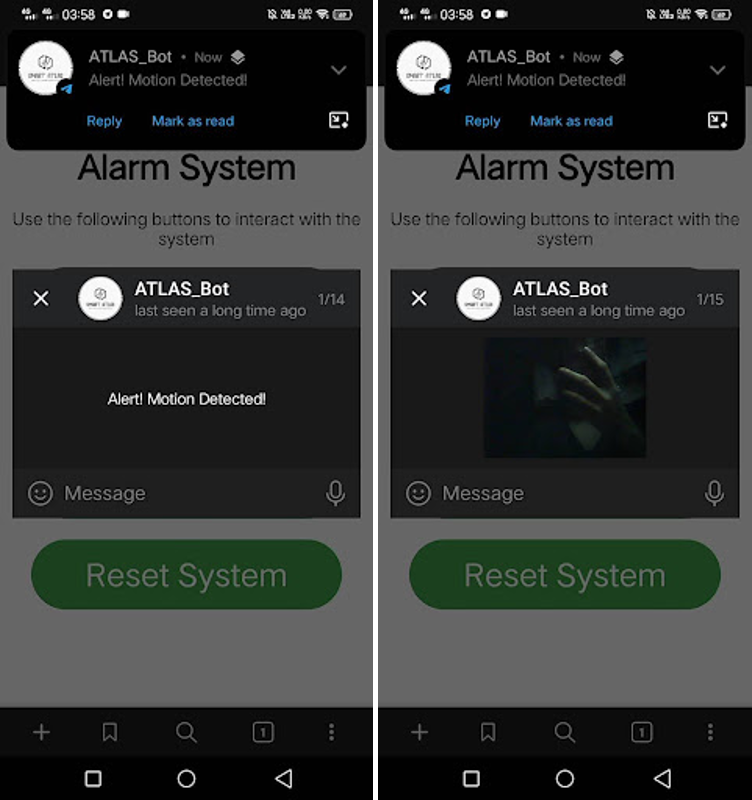 03:58
ATLAS_Bot • Now
Alert! Motion Detected!
Reply Mark as read
Alarm System
Use the following buttons to interact with the
system
ATLAS_Bot
last seen a long time ago 1/14
Alert! Motion Detected!
Message
Reset System
1
03:58
ATLAS_Bot • Now
Alert! Motion Detected!
Reply Mark as read
Alarm System
Use the following buttons to interact with the
system
ATLAS_Bot
last seen a long time ago 1/15
Message
Reset System
1